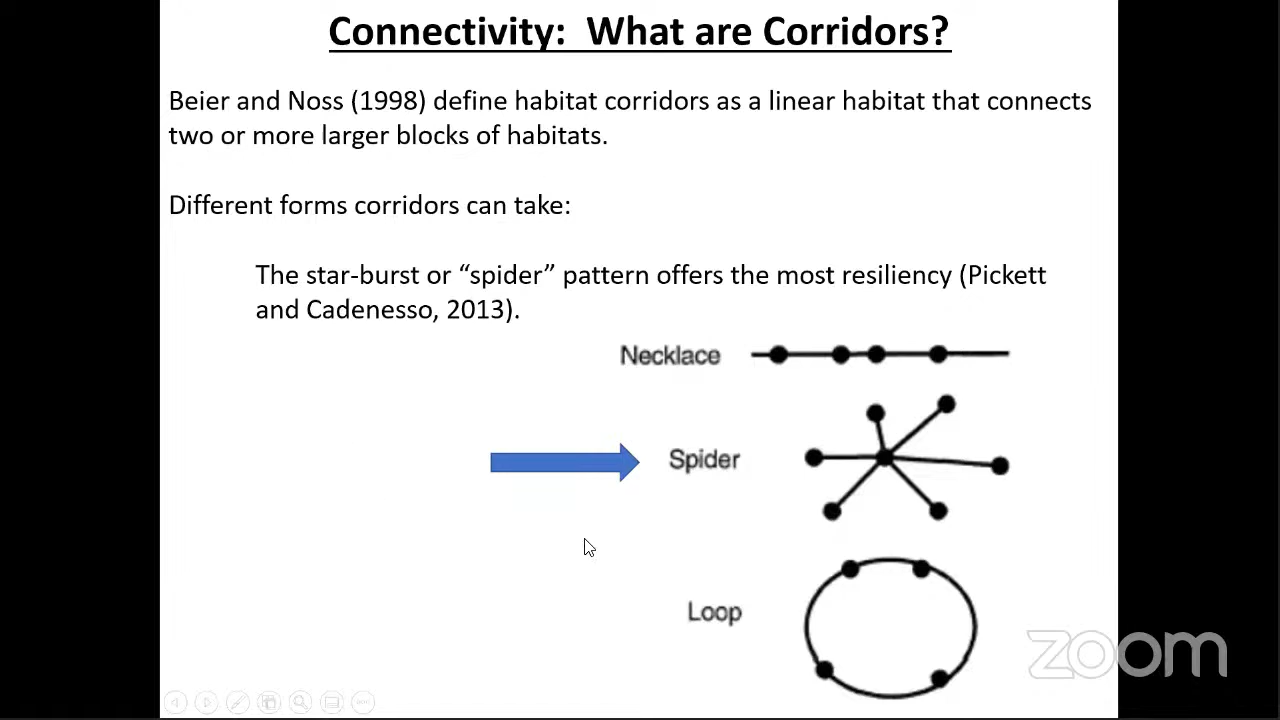 Connectivity:  What are Corridors?
Beier and Noss (1998) define habitat corridors as a linear habitat that connects
two or more larger blocks of habitats.
Different forms corridors can take:
The star-burst or “spider” pattern offers the most resiliency (Pickett
and Cadenesso, 2013).
Necklace
Spider
Loop
zoom